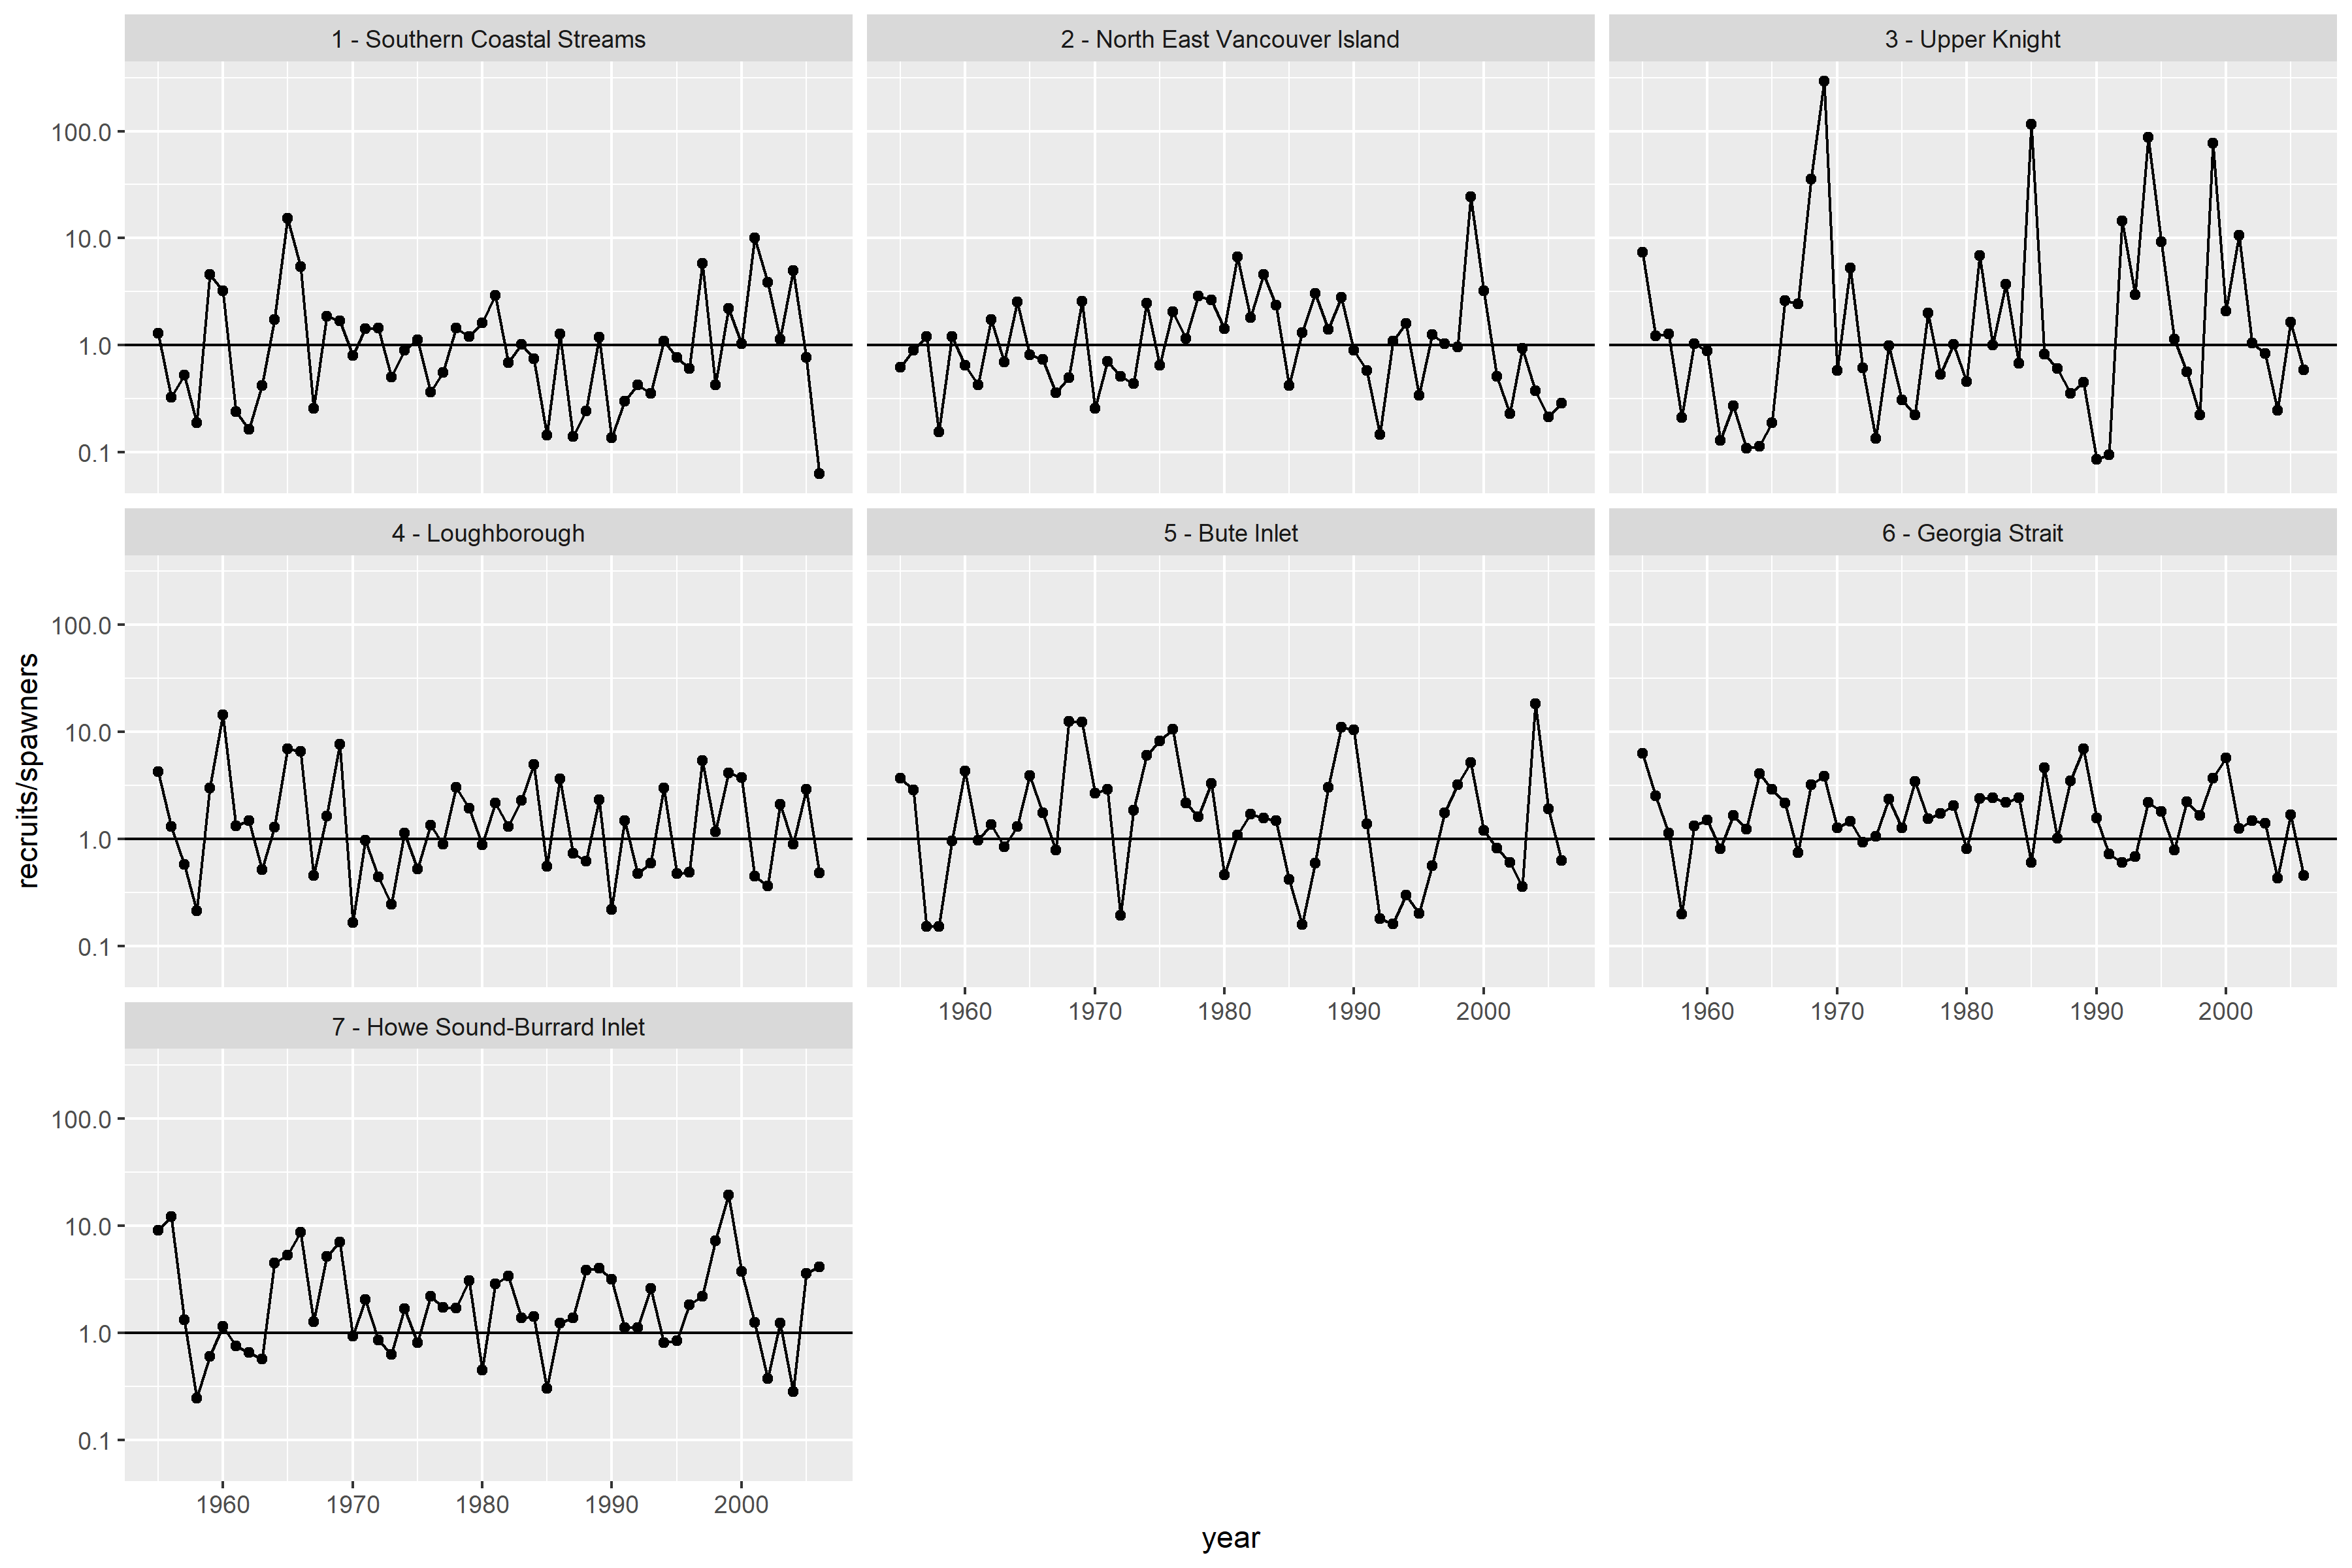 1 - Southern Coastal Streams
2 - North East Vancouver Island
3 - Upper Knight
100.0
10.0
1.0
0.1
4 - Loughborough
5 - Bute Inlet
6 - Georgia Strait
100.0
10.0
1.0
0.1
1960 1970 1980 1990 2000
1960 1970 1980 1990 2000
7 - Howe Sound-Burrard Inlet
100.0
10.0
1.0
0.1
1960 1970 1980 1990 2000
recruits/spawners
year